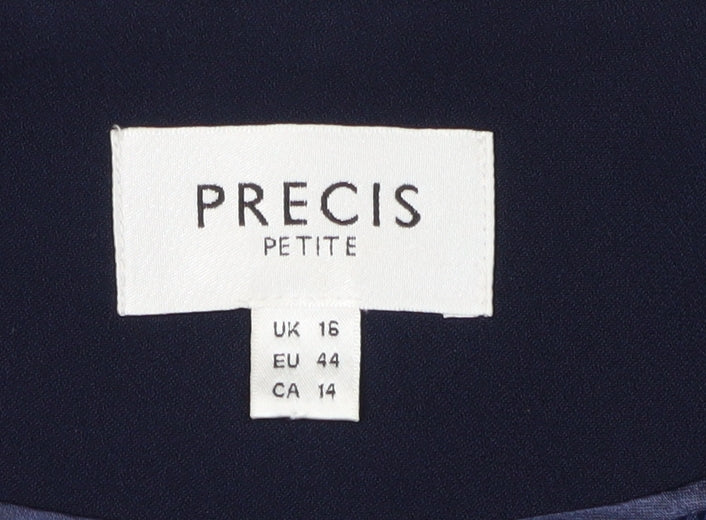 PRECIS
PETITE
UK 16
EU 44
CA 14